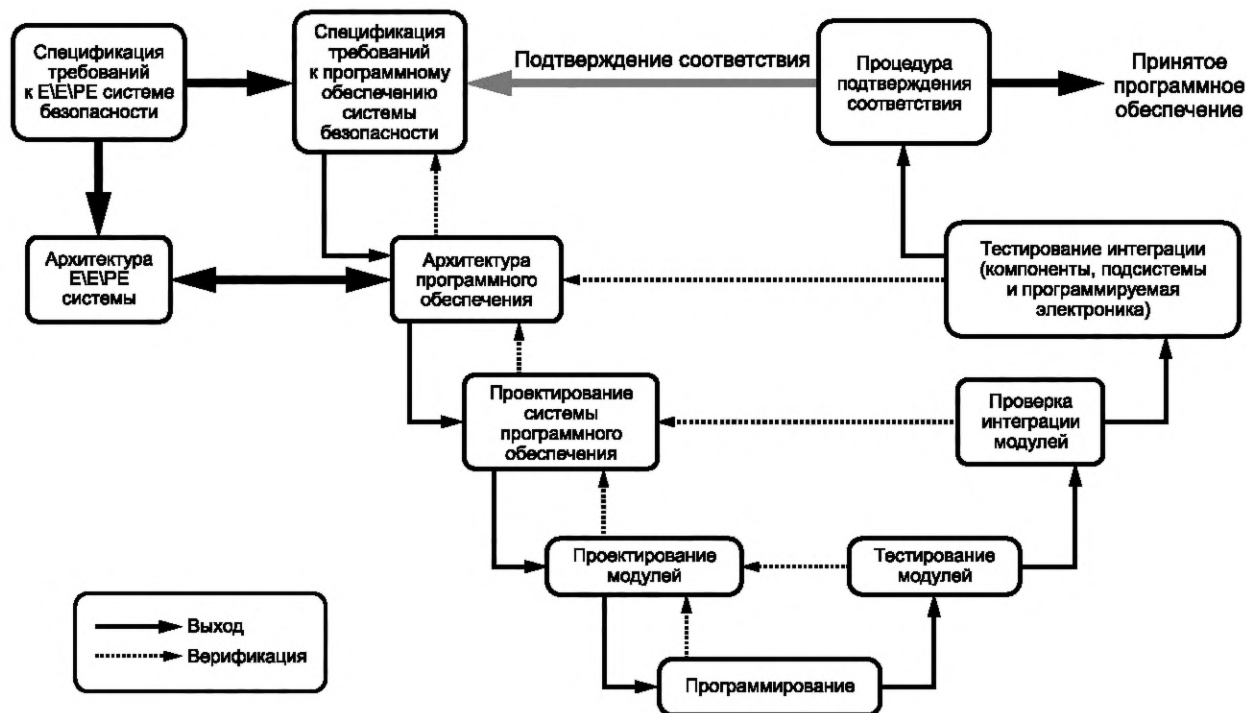 Спецификация
требований
к E\E\PE системе
безопасности
Спецификация
требований
к программному
обеспечению
системы
безопасности
Подтверждение соответствия
Процедура
подтверждения
соответствия
Принятое
программное
обеспечение
Архитектура
E\E\PE
системы
Архитектура
программного
обеспечения
Тестирование интеграции
(компоненты, подсистемы
и программируемая
электроника)
Проектирование
системы
программного
обеспечения
Проверка
интеграции
модулей
Проектирование
модулей
Тестирование
модулей
Выход
Верификация
Программирование